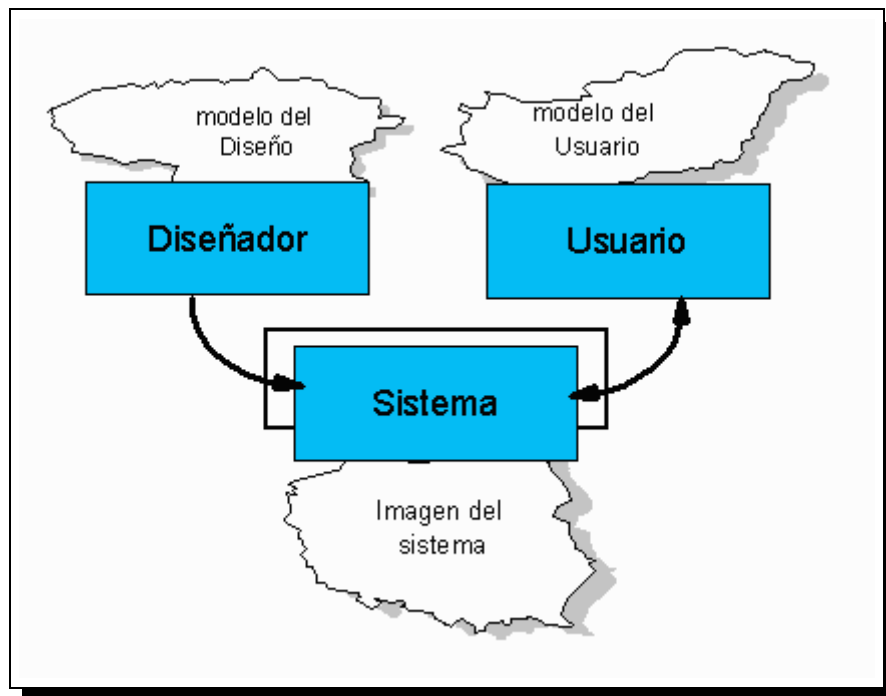 modelo del
Diseño
modelo del
Usuario
Diseñador
Usuario
Sistema
Imagen del
sistema